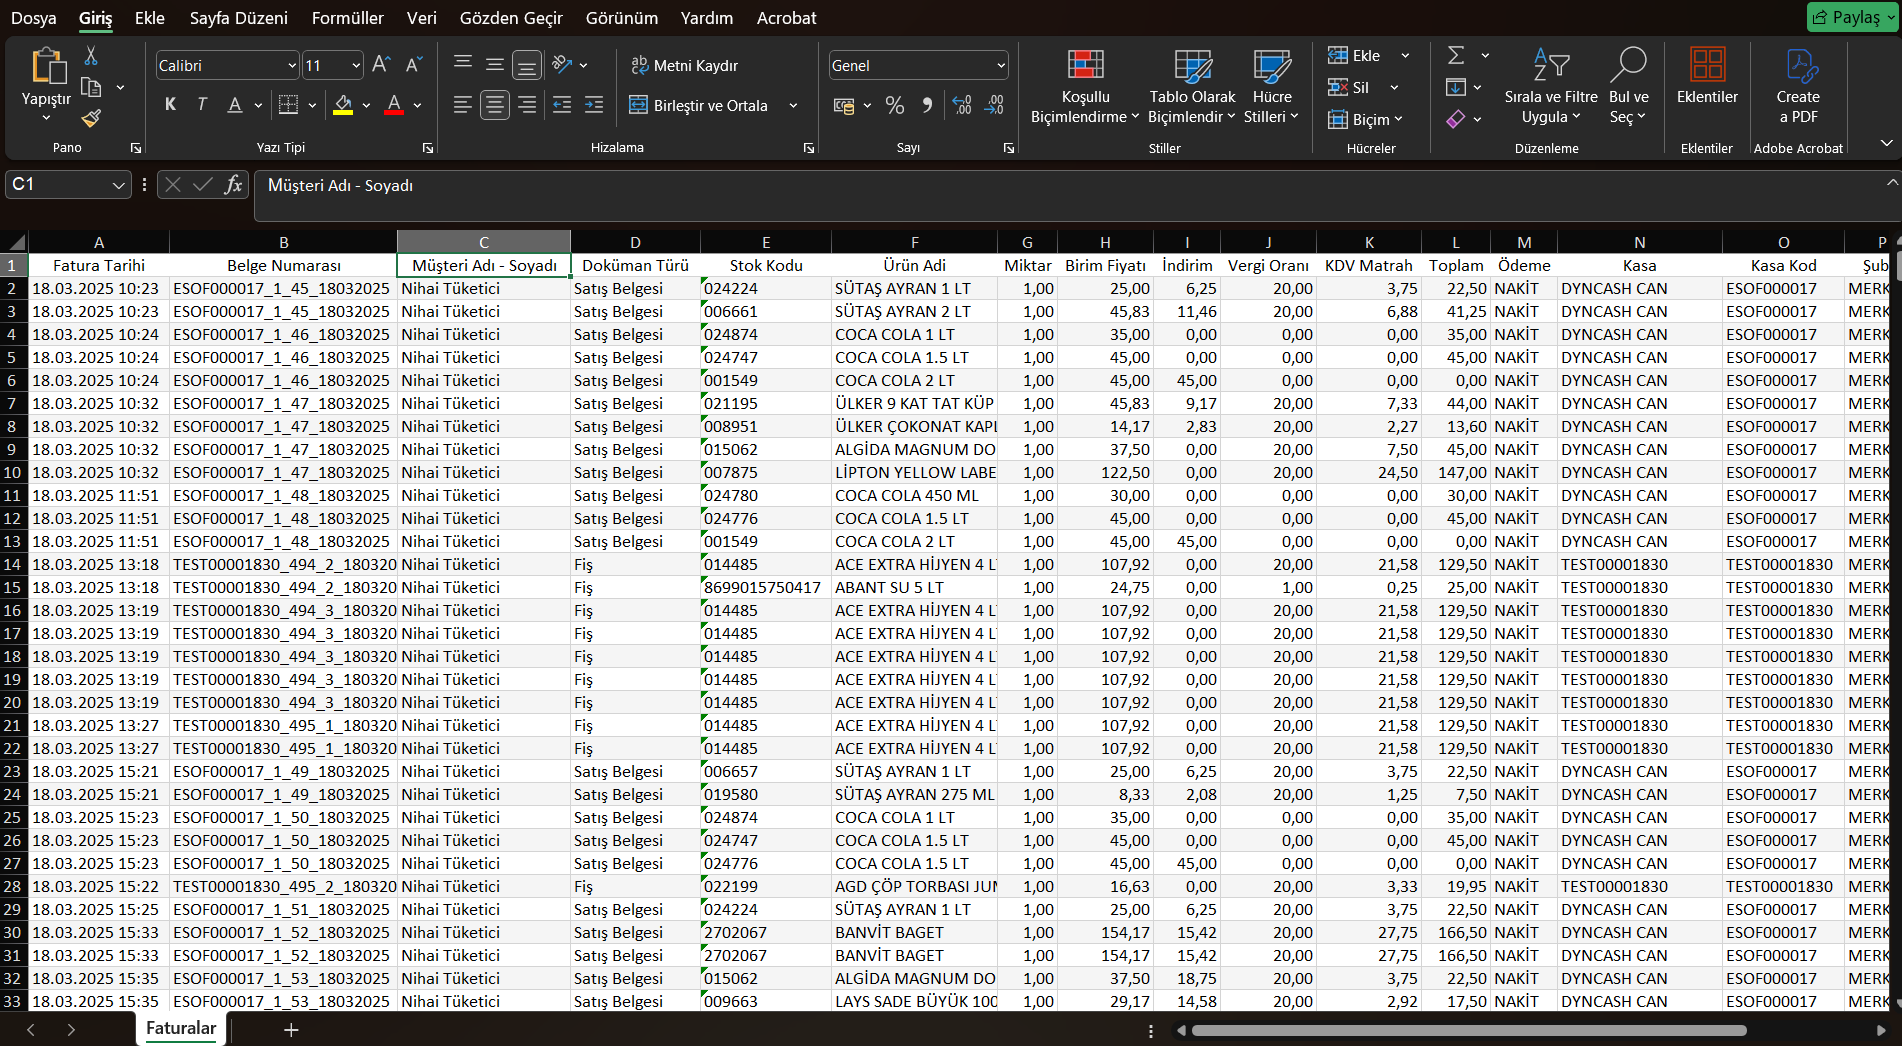 Dosya Giriş Ekle Sayfa Düzeni Formüller Veri Gözden Geçir Görünüm Yardım Acrobat Paylaş
Yapıştır Calibri 11 Metni Kaydır Genel Koşullu Biçimlendirme Tablo Olarak Biçimlendir Hücre Stilleri Ekle Sırala ve Filtre Uygula Bul ve Seç Eklentiler Create a PDF
K T A A Birleştir ve Ortala % Sil
Biçim
Pano Yazı Tipi Hizalama Sayı Stiller Hücreler Düzenleme Eklentiler Adobe Acrobat
C1 fx Müşteri Adı - Soyadı
A B C D E F G H I J K L M N O P
1 Fatura Tarihi Belge Numarası Müşteri Adı - Soyadı Doküman Türü Stok Kodu Ürün Adi Miktar Birim Fiyatı İndirim Vergi Oranı KDV Matrah Toplam Ödeme Kasa Kasa Kod Şub
2 18.03.2025 10:23 ESOF000017_1_45_18032025 Nihai Tüketici Satış Belgesi 024224 SÜTAŞ AYRAN 1 LT 1,00 25,00 6,25 20,00 3,75 22,50 NAKİT DYNCASH CAN ESOF000017 MERK
3 18.03.2025 10:23 ESOF000017_1_45_18032025 Nihai Tüketici Satış Belgesi 006661 SÜTAŞ AYRAN 2 LT 1,00 45,83 11,46 20,00 6,88 41,25 NAKİT DYNCASH CAN ESOF000017 MERK
4 18.03.2025 10:24 ESOF000017_1_46_18032025 Nihai Tüketici Satış Belgesi 024874 COCA COLA 1 LT 1,00 35,00 0,00 0,00 0,00 35,00 NAKİT DYNCASH CAN ESOF000017 MERK
5 18.03.2025 10:24 ESOF000017_1_46_18032025 Nihai Tüketici Satış Belgesi 024747 COCA COLA 1.5 LT 1,00 45,00 0,00 0,00 0,00 45,00 NAKİT DYNCASH CAN ESOF000017 MERK
6 18.03.2025 10:24 ESOF000017_1_46_18032025 Nihai Tüketici Satış Belgesi 001549 COCA COLA 2 LT 1,00 45,00 45,00 0,00 0,00 0,00 NAKİT DYNCASH CAN ESOF000017 MERK
7 18.03.2025 10:32 ESOF000017_1_47_18032025 Nihai Tüketici Satış Belgesi 021195 ÜLKER 9 KAT TAT KÜP 1,00 45,83 9,17 20,00 7,33 44,00 NAKİT DYNCASH CAN ESOF000017 MERK
8 18.03.2025 10:32 ESOF000017_1_47_18032025 Nihai Tüketici Satış Belgesi 008951 ÜLKER ÇOKONAT KAPL 1,00 14,17 2,83 20,00 2,27 13,60 NAKİT DYNCASH CAN ESOF000017 MERK
9 18.03.2025 10:32 ESOF000017_1_47_18032025 Nihai Tüketici Satış Belgesi 015062 ALGİDA MAGNUM DO 1,00 37,50 0,00 20,00 7,50 45,00 NAKİT DYNCASH CAN ESOF000017 MERK
10 18.03.2025 10:32 ESOF000017_1_47_18032025 Nihai Tüketici Satış Belgesi 007875 LİPTON YELLOW LABE 1,00 122,50 0,00 20,00 24,50 147,00 NAKİT DYNCASH CAN ESOF000017 MERK
11 18.03.2025 11:51 ESOF000017_1_48_18032025 Nihai Tüketici Satış Belgesi 024780 COCA COLA 450 ML 1,00 30,00 0,00 0,00 0,00 30,00 NAKİT DYNCASH CAN ESOF000017 MERK
12 18.03.2025 11:51 ESOF000017_1_48_18032025 Nihai Tüketici Satış Belgesi 024776 COCA COLA 1.5 LT 1,00 45,00 0,00 0,00 0,00 45,00 NAKİT DYNCASH CAN ESOF000017 MERK
13 18.03.2025 11:51 ESOF000017_1_48_18032025 Nihai Tüketici Satış Belgesi 001549 COCA COLA 2 LT 1,00 45,00 45,00 0,00 0,00 0,00 NAKİT DYNCASH CAN ESOF000017 MERK
14 18.03.2025 13:18 TEST00001830_494_2_180320 Nihai Tüketici Fiş 014485 ACE EXTRA HİJYEN 4 L 1,00 107,92 0,00 20,00 21,58 129,50 NAKİT TEST00001830 TEST00001830 MERK
15 18.03.2025 13:18 TEST00001830_494_2_180320 Nihai Tüketici Fiş 8699015750417 ABANT SU 5 LT 1,00 24,75 0,00 1,00 0,25 25,00 NAKİT TEST00001830 TEST00001830 MERK
16 18.03.2025 13:19 TEST00001830_494_3_180320 Nihai Tüketici Fiş 014485 ACE EXTRA HİJYEN 4 L 1,00 107,92 0,00 20,00 21,58 129,50 NAKİT TEST00001830 TEST00001830 MERK
17 18.03.2025 13:19 TEST00001830_494_3_180320 Nihai Tüketici Fiş 014485 ACE EXTRA HİJYEN 4 L 1,00 107,92 0,00 20,00 21,58 129,50 NAKİT TEST00001830 TEST00001830 MERK
18 18.03.2025 13:19 TEST00001830_494_3_180320 Nihai Tüketici Fiş 014485 ACE EXTRA HİJYEN 4 L 1,00 107,92 0,00 20,00 21,58 129,50 NAKİT TEST00001830 TEST00001830 MERK
19 18.03.2025 13:19 TEST00001830_494_3_180320 Nihai Tüketici Fiş 014485 ACE EXTRA HİJYEN 4 L 1,00 107,92 0,00 20,00 21,58 129,50 NAKİT TEST00001830 TEST00001830 MERK
20 18.03.2025 13:19 TEST00001830_494_3_180320 Nihai Tüketici Fiş 014485 ACE EXTRA HİJYEN 4 L 1,00 107,92 0,00 20,00 21,58 129,50 NAKİT TEST00001830 TEST00001830 MERK
21 18.03.2025 13:27 TEST00001830_495_1_180320 Nihai Tüketici Fiş 014485 ACE EXTRA HİJYEN 4 L 1,00 107,92 0,00 20,00 21,58 129,50 NAKİT TEST00001830 TEST00001830 MERK
22 18.03.2025 13:27 TEST00001830_495_1_180320 Nihai Tüketici Fiş 014485 ACE EXTRA HİJYEN 4 L 1,00 107,92 0,00 20,00 21,58 129,50 NAKİT TEST00001830 TEST00001830 MERK
23 18.03.2025 15:21 ESOF000017_1_49_18032025 Nihai Tüketici Satış Belgesi 006657 SÜTAŞ AYRAN 1 LT 1,00 25,00 6,25 20,00 3,75 22,50 NAKİT DYNCASH CAN ESOF000017 MERK
24 18.03.2025 15:21 ESOF000017_1_49_18032025 Nihai Tüketici Satış Belgesi 019580 SÜTAŞ AYRAN 275 ML 1,00 8,33 2,08 20,00 1,25 7,50 NAKİT DYNCASH CAN ESOF000017 MERK
25 18.03.2025 15:23 ESOF000017_1_50_18032025 Nihai Tüketici Satış Belgesi 024874 COCA COLA 1 LT 1,00 35,00 0,00 0,00 0,00 35,00 NAKİT DYNCASH CAN ESOF000017 MERK
26 18.03.2025 15:23 ESOF000017_1_50_18032025 Nihai Tüketici Satış Belgesi 024747 COCA COLA 1.5 LT 1,00 45,00 0,00 0,00 0,00 45,00 NAKİT DYNCASH CAN ESOF000017 MERK
27 18.03.2025 15:23 ESOF000017_1_50_18032025 Nihai Tüketici Satış Belgesi 024776 COCA COLA 1.5 LT 1,00 45,00 45,00 0,00 0,00 0,00 NAKİT DYNCASH CAN ESOF000017 MERK
28 18.03.2025 15:22 TEST00001830_495_2_180320 Nihai Tüketici Fiş 022199 AGD ÇÖP TORBASI JUM 1,00 16,63 0,00 20,00 3,33 19,95 NAKİT TEST00001830 TEST00001830 MERK
29 18.03.2025 15:25 ESOF000017_1_51_18032025 Nihai Tüketici Satış Belgesi 024224 SÜTAŞ AYRAN 1 LT 1,00 25,00 6,25 20,00 3,75 22,50 NAKİT DYNCASH CAN ESOF000017 MERK
30 18.03.2025 15:33 ESOF000017_1_52_18032025 Nihai Tüketici Satış Belgesi 2702067 BANVİT BAGET 1,00 154,17 15,42 20,00 27,75 166,50 NAKİT DYNCASH CAN ESOF000017 MERK
31 18.03.2025 15:33 ESOF000017_1_52_18032025 Nihai Tüketici Satış Belgesi 2702067 BANVİT BAGET 1,00 154,17 15,42 20,00 27,75 166,50 NAKİT DYNCASH CAN ESOF000017 MERK
32 18.03.2025 15:35 ESOF000017_1_53_18032025 Nihai Tüketici Satış Belgesi 015062 ALGİDA MAGNUM DO 1,00 37,50 18,75 20,00 3,75 22,50 NAKİT DYNCASH CAN ESOF000017 MERK
33 18.03.2025 15:35 ESOF000017_1_53_18032025 Nihai Tüketici Satış Belgesi 009663 LAYS SADE BÜYÜK 100 1,00 29,17 14,58 20,00 2,92 17,50 NAKİT DYNCASH CAN ESOF000017 MERK
Faturalar